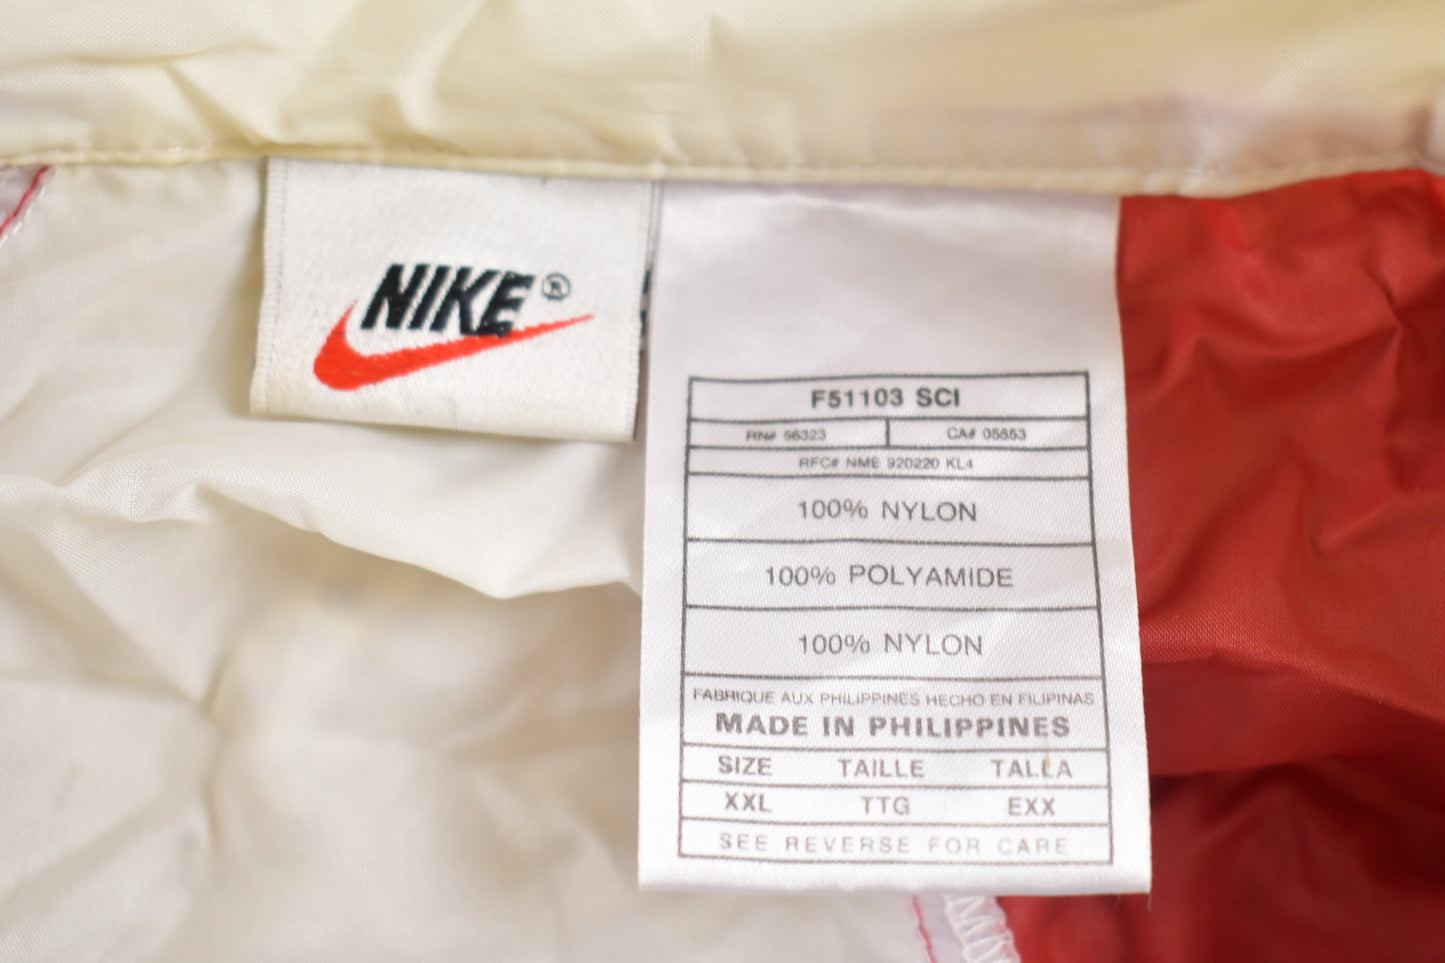 NIKE®
F51103 SCI
RN# 56323 CA# 05553
RFC# NME 920220 KL4
100% NYLON
100% POLYAMIDE
100% NYLON
FABRIQUE AUX PHILIPPINES HECHO EN FILIPINAS
MADE IN PHILIPPINES
SIZE TAILLE TALLA
XXL TTG EXX
SEE REVERSE FOR CARE